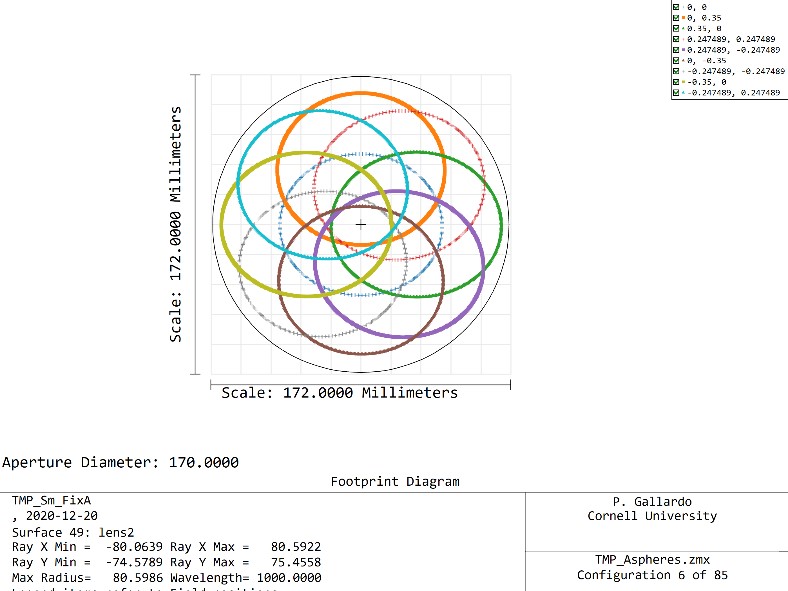 0, 0
0, 0.35
0.35, 0
0.247489, 0.247489
0.247489, -0.247489
0, -0.35
-0.247489, -0.247489
-0.35, 0
-0.247489, 0.247489
Scale: 172.0000 Millimeters
Scale: 172.0000 Millimeters
Aperture Diameter: 170.0000
Footprint Diagram
TMP_Sm_FixA
, 2020-12-20
Surface 49: lens2
Ray X Min = -80.0639 Ray X Max = 80.5922
Ray Y Min = -74.5789 Ray Y Max = 75.4558
Max Radius= 80.5986 Wavelength= 1000.0000
P. Gallardo
Cornell University
TMP_Aspheres.zmx
Configuration 6 of 85